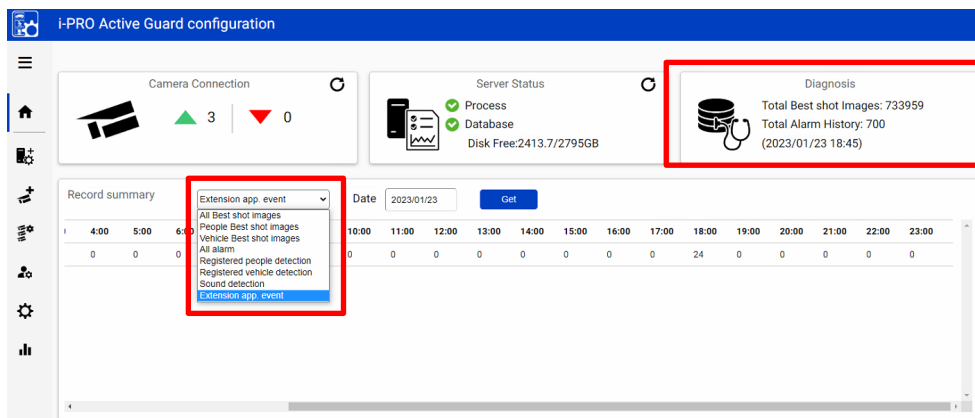 i-PRO Active Guard configuration
Camera Connection
3
0
Server Status
Process
Database
Disk Free:2413.7/2795GB
Diagnosis
Total Best shot Images: 733959
Total Alarm History: 700
(2023/01/23 18:45)
Record summary
Extension app. event
Date
2023/01/23
Get
All Best shot images
People Best shot images
Vehicle Best shot images
All alarm
Registered people detection
Registered vehicle detection
Sound detection
Extension app. event
4:00 5:00 10:00 11:00 12:00 13:00 14:00 15:00 16:00 17:00 18:00 19:00 20:00 21:00 22:00 23:00
0 0 0 0 0 0 0 0 0 0 24 0 0 0 0 0